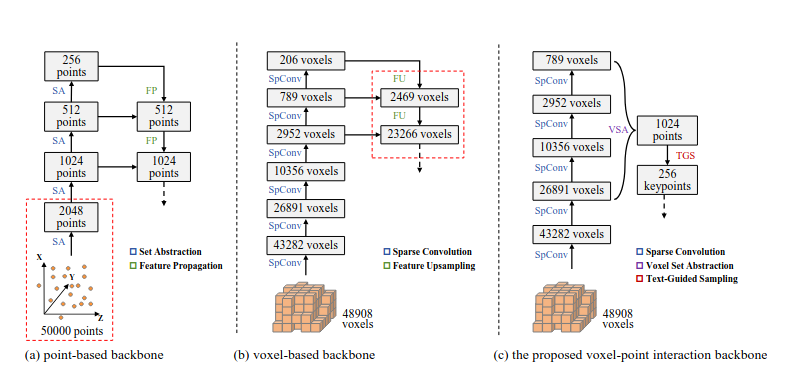 256
points
SA
FP
512
points
512
points
SA
FP
1024
points
1024
points
SA
2048
points
SA
X
Y
Z
50000 points
Set Abstraction
Feature Propagation
(a) point-based backbone
206 voxels
SpConv
FU
789 voxels
2469 voxels
SpConv
FU
2952 voxels
23266 voxels
SpConv
10356 voxels
SpConv
26891 voxels
SpConv
43282 voxels
SpConv
Sparse Convolution
Feature Upsampling
48908
voxels
(b) voxel-based backbone
789 voxels
SpConv
2952 voxels
SpConv
10356 voxels
SpConv
26891 voxels
SpConv
43282 voxels
SpConv
VSA
1024
points
TGS
256
keypoints
Sparse Convolution
Voxel Set Abstraction
Text-Guided Sampling
48908
voxels
(c) the proposed voxel-point interaction backbone